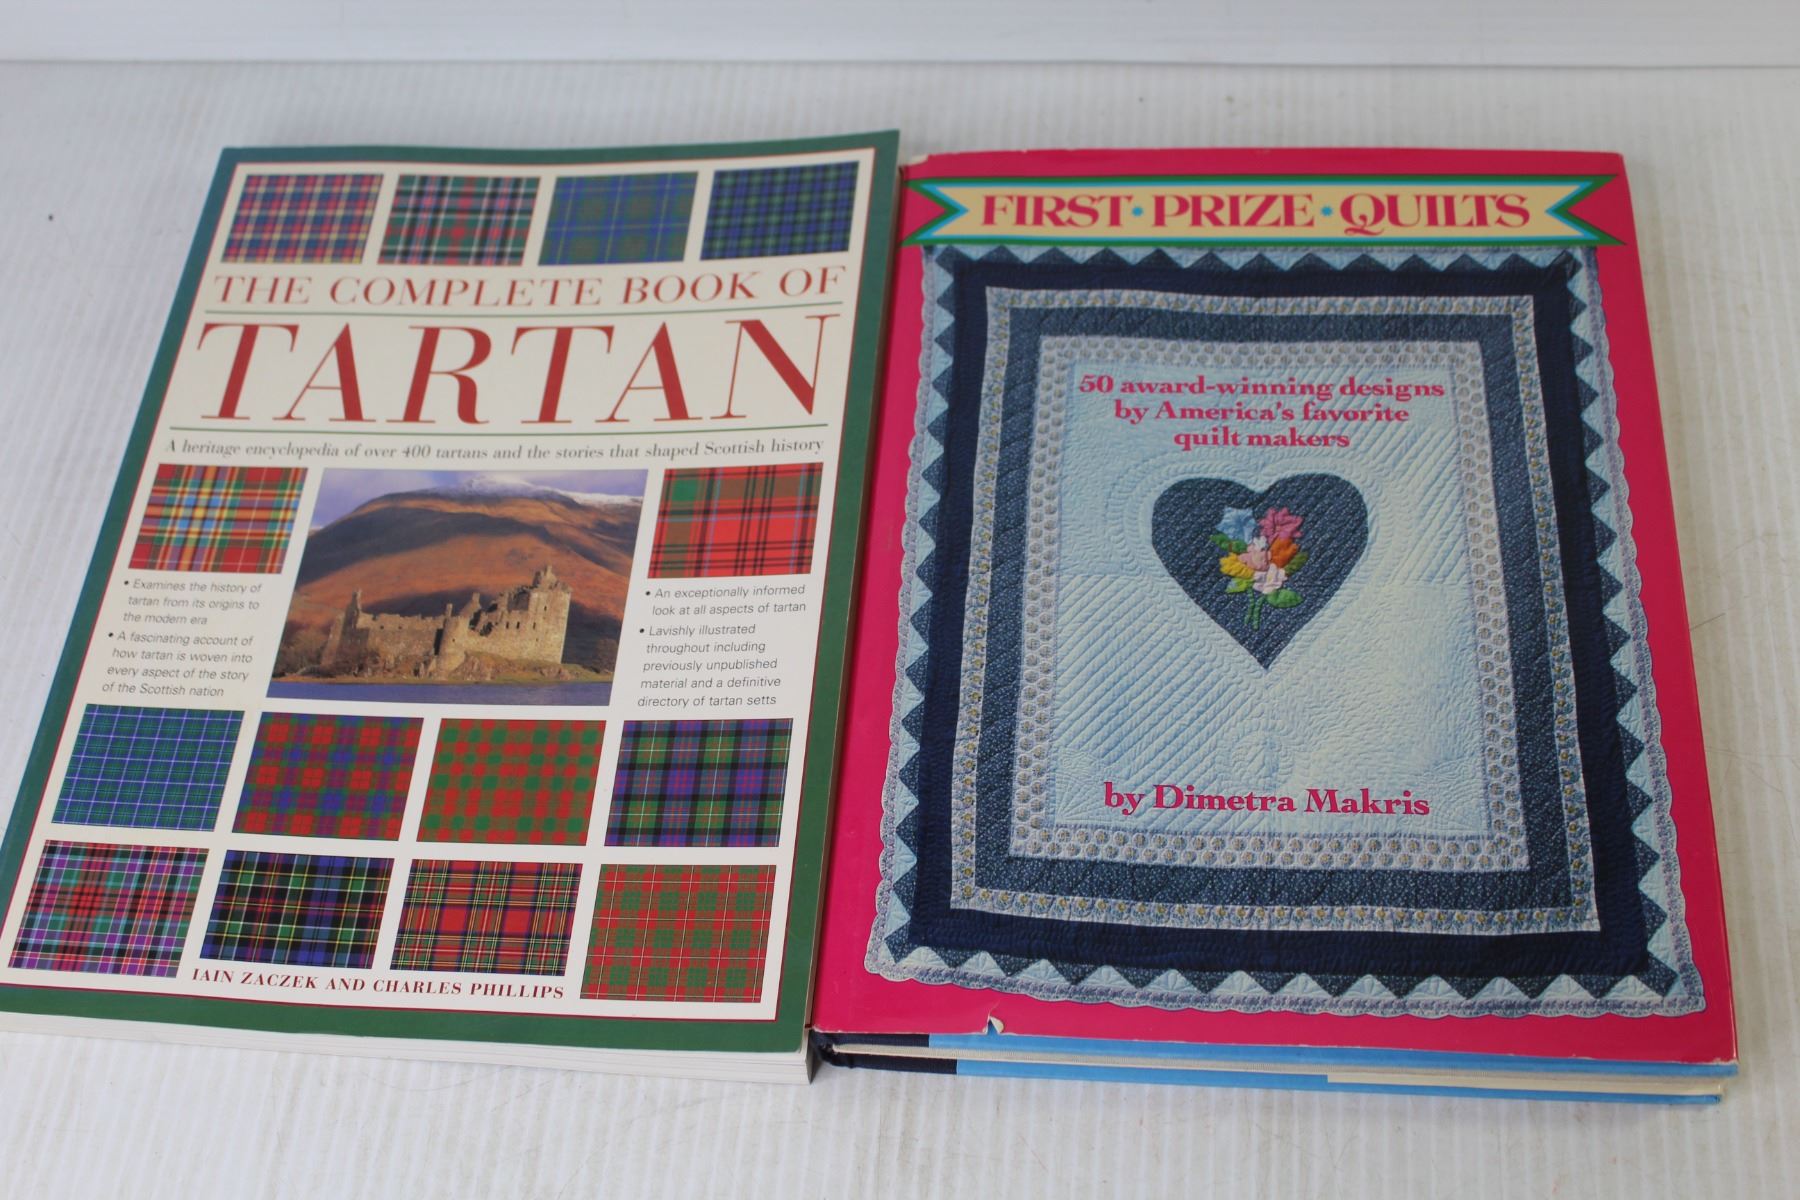 THE COMPLETE BOOK OF
TARTAN
A heritage encyclopedia of over 400 tartans and the stories that shaped Scottish history
• Examines the history of
tartan from its origins to
the modern era
• A fascinating account of
how tartan is woven into
every aspect of the story
of the Scottish nation
• An exceptionally informed
look at all aspects of tartan
• Lavishly illustrated
throughout including
previously unpublished
material and a definitive
directory of tartan setts
IAIN ZACZEK AND CHARLES PHILLIPS
FIRST * PRIZE * QUILTS
50 award-winning designs
by America's favorite
quilt makers
by Dimetra Makris